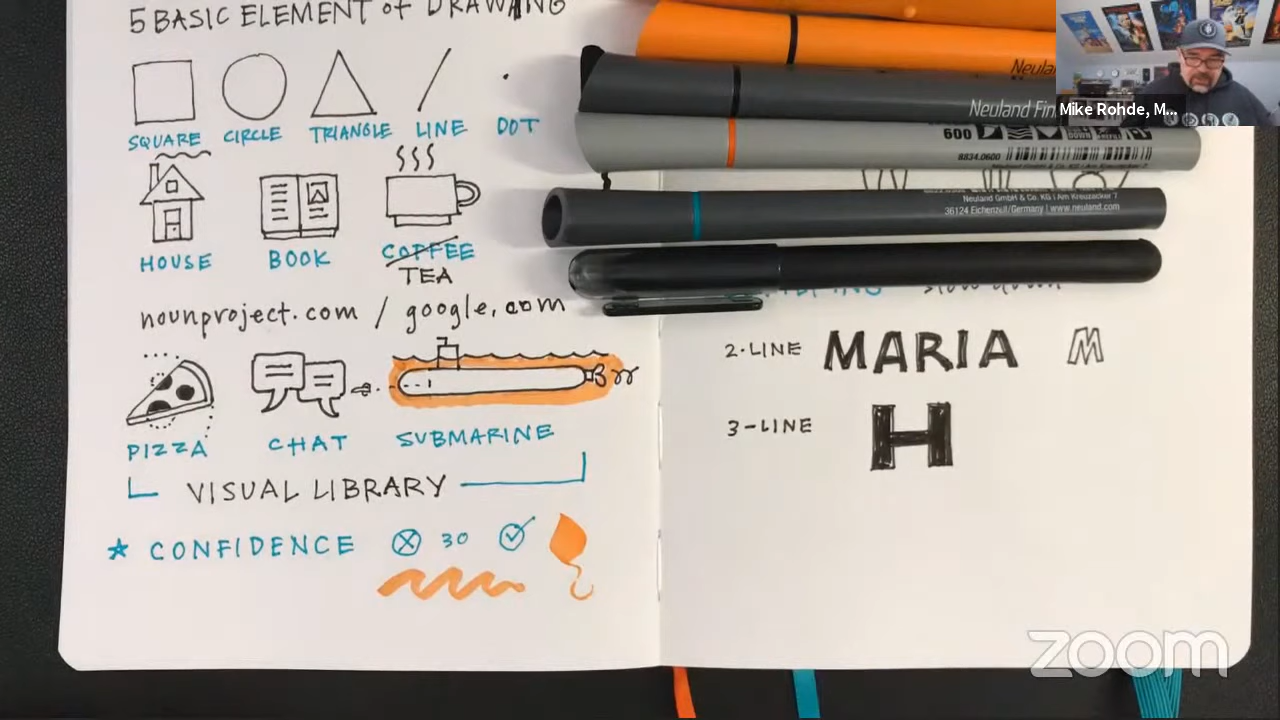 5 BASIC ELEMENT of DRAWING
SQUARE CIRCLE TRIANGLE LINE DOT
HOUSE BOOK COFFEE
TEA
nounproject.com / google.com
PIZZA CHAT SUBMARINE
VISUAL LIBRARY
★ CONFIDENCE 30
Neuland
Neuland Fin
600
8834.0600
Neuland GmbH & Co. KG | Am Kreuzacker 7
36124 Eichenzell/Germany | www.neuland.com
slow down
2-LINE MARIA M
3-LINE H
Mike Rohde, M...
zoom